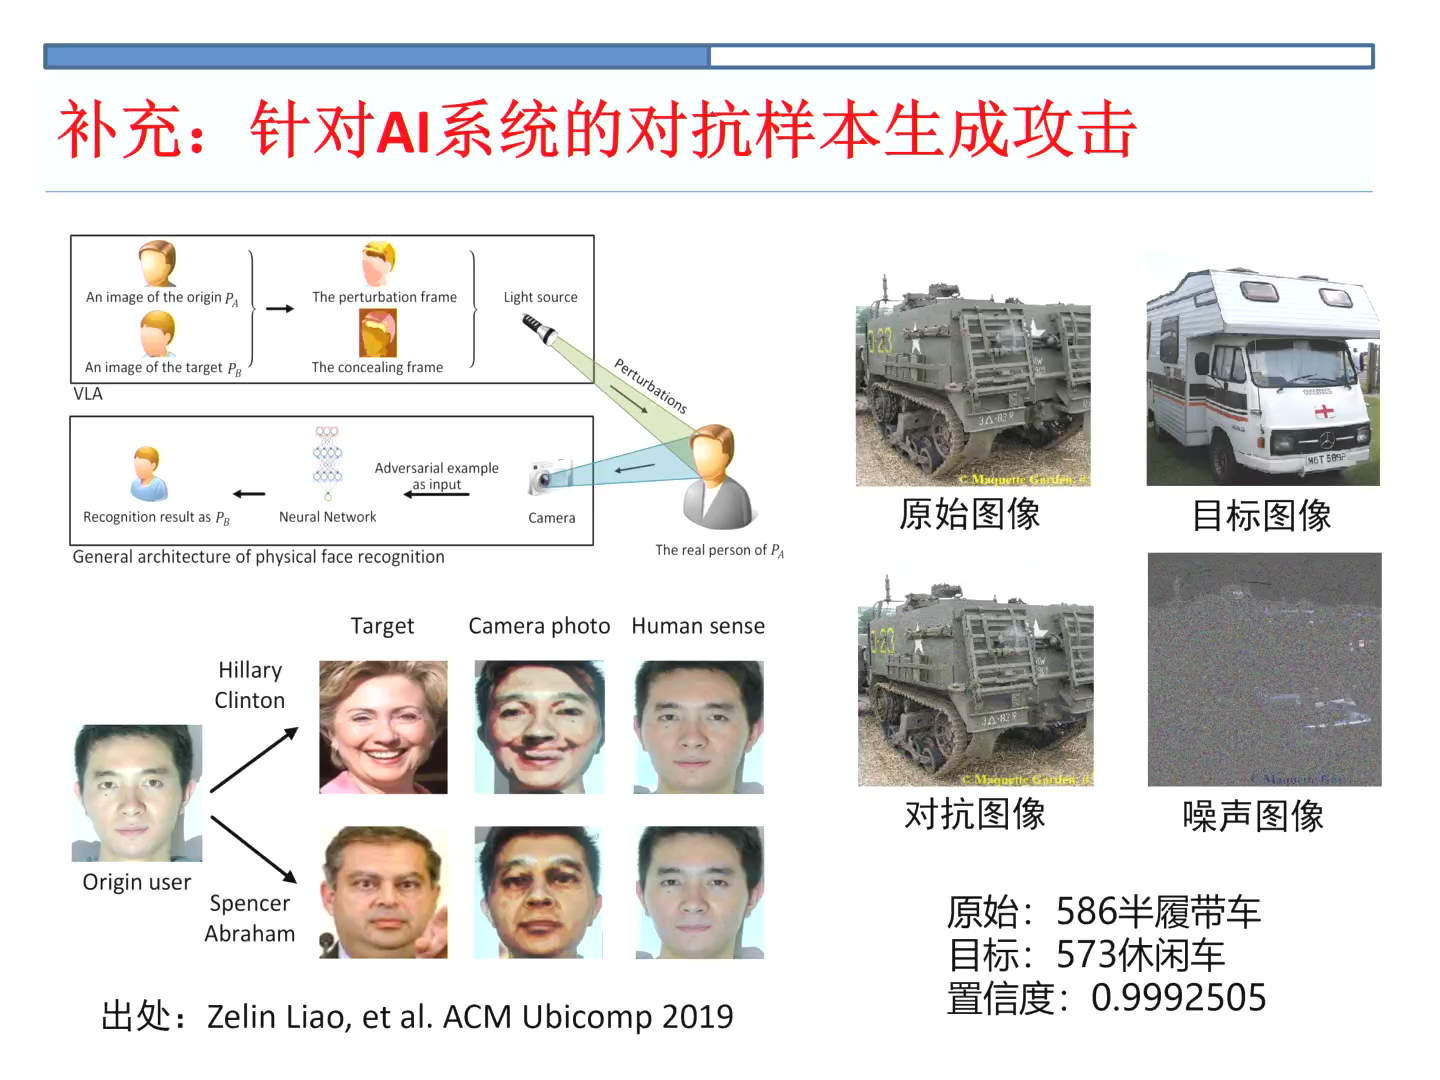 补充：针对AI系统的对抗样本生成攻击
An image of the origin P_A
The perturbation frame
Light source
An image of the target P_B
The concealing frame
VLA
Perturbations
Adversarial example
as input
Recognition result as P_B
Neural Network
Camera
General architecture of physical face recognition
The real person of P_A
Target
Camera photo
Human sense
Hillary
Clinton
Origin user
Spencer
Abraham
出处：Zelin Liao, et al. ACM Ubicomp 2019
原始图像
目标图像
对抗图像
噪声图像
原始：586半履带车
目标：573休闲车
置信度：0.9992505